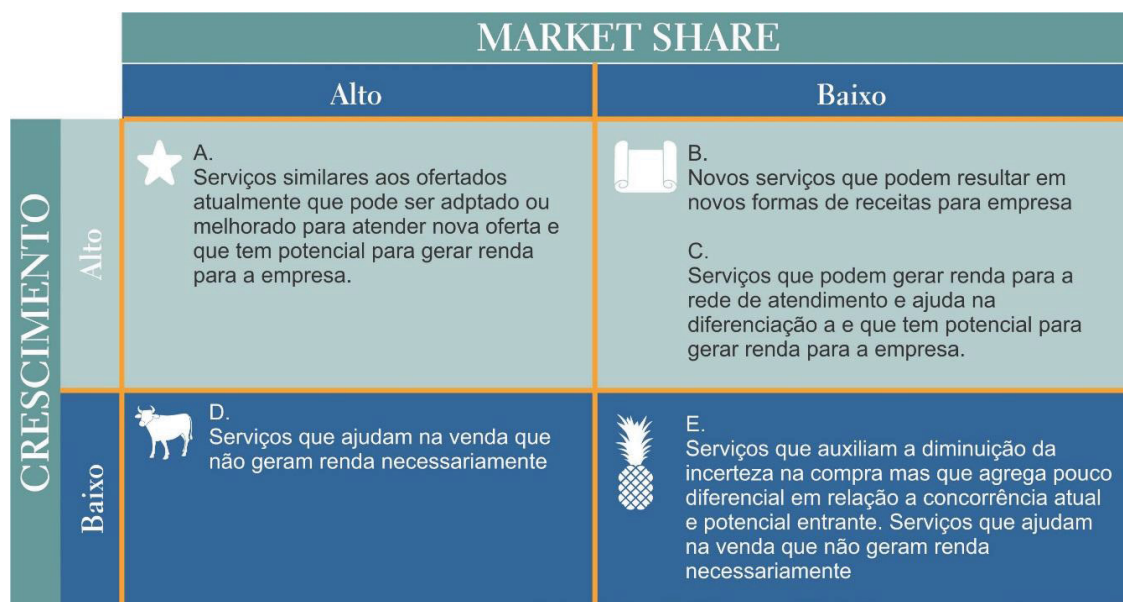 MARKET SHARE
Alto
Baixo
CRESCIMENTO
Alto
A.
Serviços similares aos ofertados
atualmente que pode ser adptado ou
melhorado para atender nova oferta e
que tem potencial para gerar renda
para a empresa.
B.
Novos serviços que podem resultar em
novos formas de receitas para empresa
C.
Serviços que podem gerar renda para a
rede de atendimento e ajuda na
diferenciação a e que tem potencial para
gerar renda para a empresa.
Baixo
D.
Serviços que ajudam na venda que
não geram renda necessariamente
E.
Serviços que auxiliam a diminuição da
incerteza na compra mas que agrega pouco
diferencial em relação a concorrência atual
e potencial entrante. Serviços que ajudam
na venda que não geram renda
necessariamente